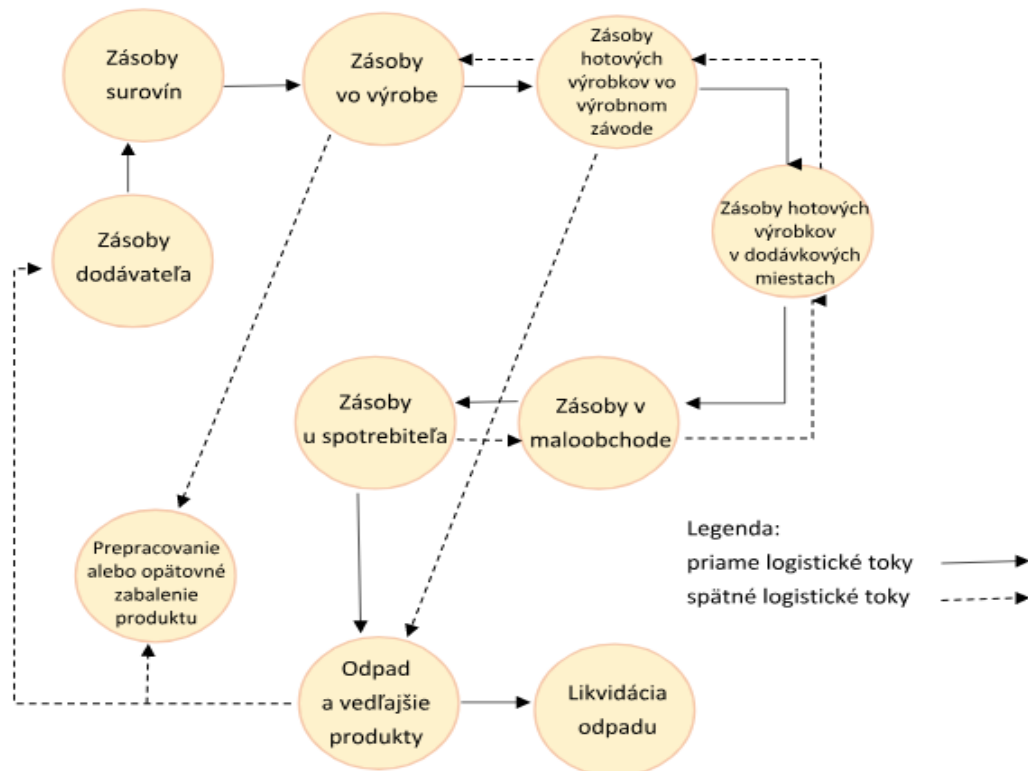 Zásoby
surovín
Zásoby
vo výrobe
Zásoby
hotových
výrobkov vo
výrobnom
závode
Zásoby
dodávateľa
Zásoby hotových
výrobkov
v dodávkových
miestach
Zásoby
u spotrebiteľa
Zásoby v
maloobchode
Prepracovanie
alebo opätovné
zabalenie
produktu
Legenda:
priame logistické toky
spätné logistické toky
Odpad
a vedľajšie
produkty
Likvidácia
odpadu